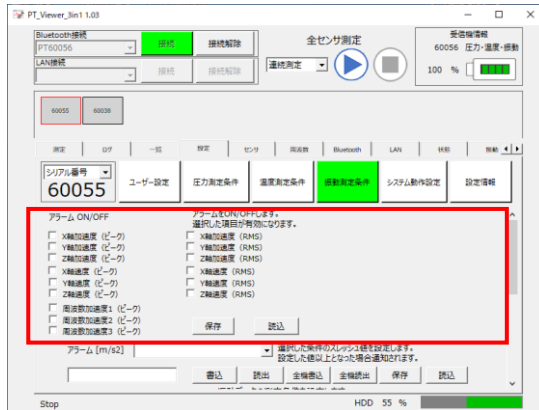 PT_Viewer_3in1 1.03
Bluetooth接続
PT60056
接続
接続解除
LAN接続
接続
接続解除
全センサ測定
連続測定
受信機情報
60056 圧力・温度・振動
100 %
60055
60036
測定
ログ
一覧
設定
センサ
周波数
Bluetooth
LAN
状態
シリアル番号
60055
ユーザー設定
圧力測定条件
温度測定条件
振動測定条件
システム動作設定
設定情報
アラーム ON/OFF
アラームをON/OFFします。
選択した項目が有効になります。
X軸加速度（ピーク）
Y軸加速度（ピーク）
Z軸加速度（ピーク）
X軸速度（ピーク）
Y軸速度（ピーク）
Z軸速度（ピーク）
周波数加速度1（ピーク）
周波数加速度2（ピーク）
周波数加速度3（ピーク）
X軸加速度（RMS）
Y軸加速度（RMS）
Z軸加速度（RMS）
X軸速度（RMS）
Y軸速度（RMS）
Z軸速度（RMS）
保存
読込
アラーム [m/s2]
選択した条件のスレッショ値を設定します。
設定した値以上となった場合通知されます。
書込
読出
全機書込
全機読出
保存
読込
Stop
HDD 55 %